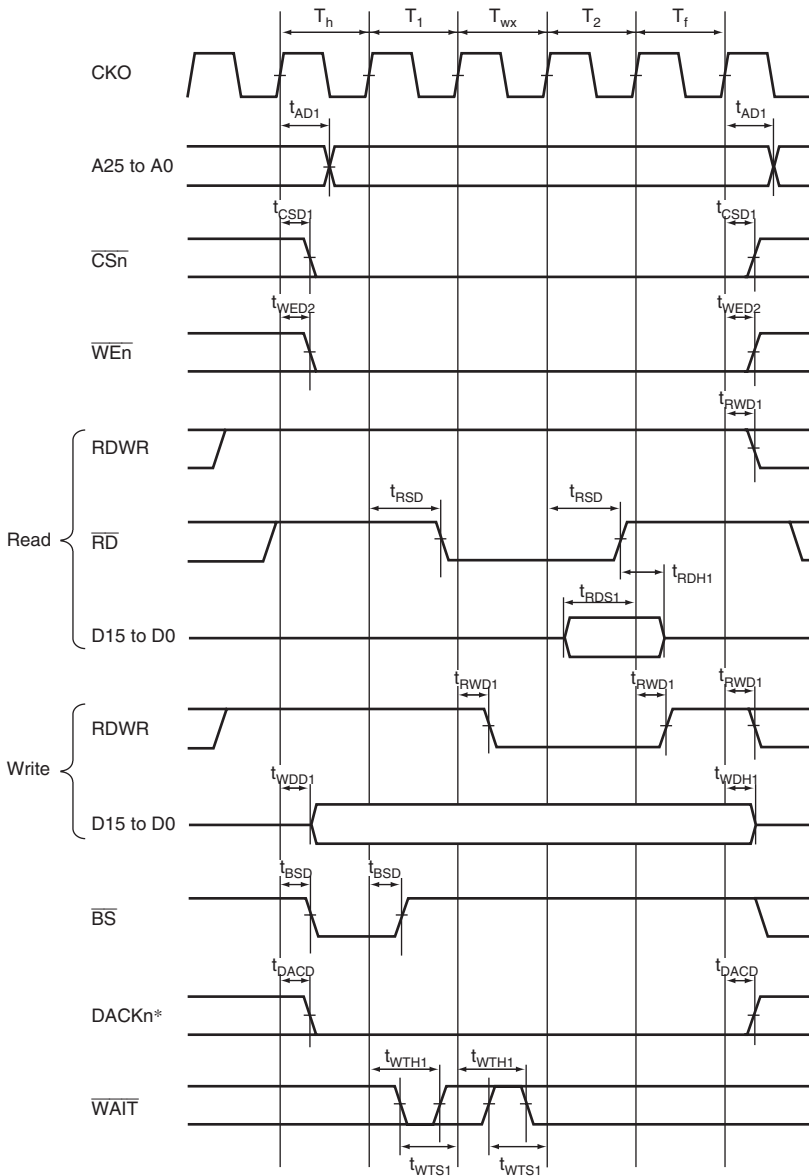 Th T1 Twx T2 Tf
CKO
tAD1 tAD1
A25 to A0
tCSD1 tCSD1
CSn
tWED2 tWED2
WEn
tRWD1
RDWR
tRSD tRSD
Read
RD
tRDH1
tRDS1
D15 to D0
tRWD1 tRWD1 tRWD1
RDWR
Write
tWDD1 tWDH1
D15 to D0
tBSD tBSD
BS
tDACD tDACD
DACKn*
tWTH1 tWTH1
WAIT
tWTS1 tWTS1